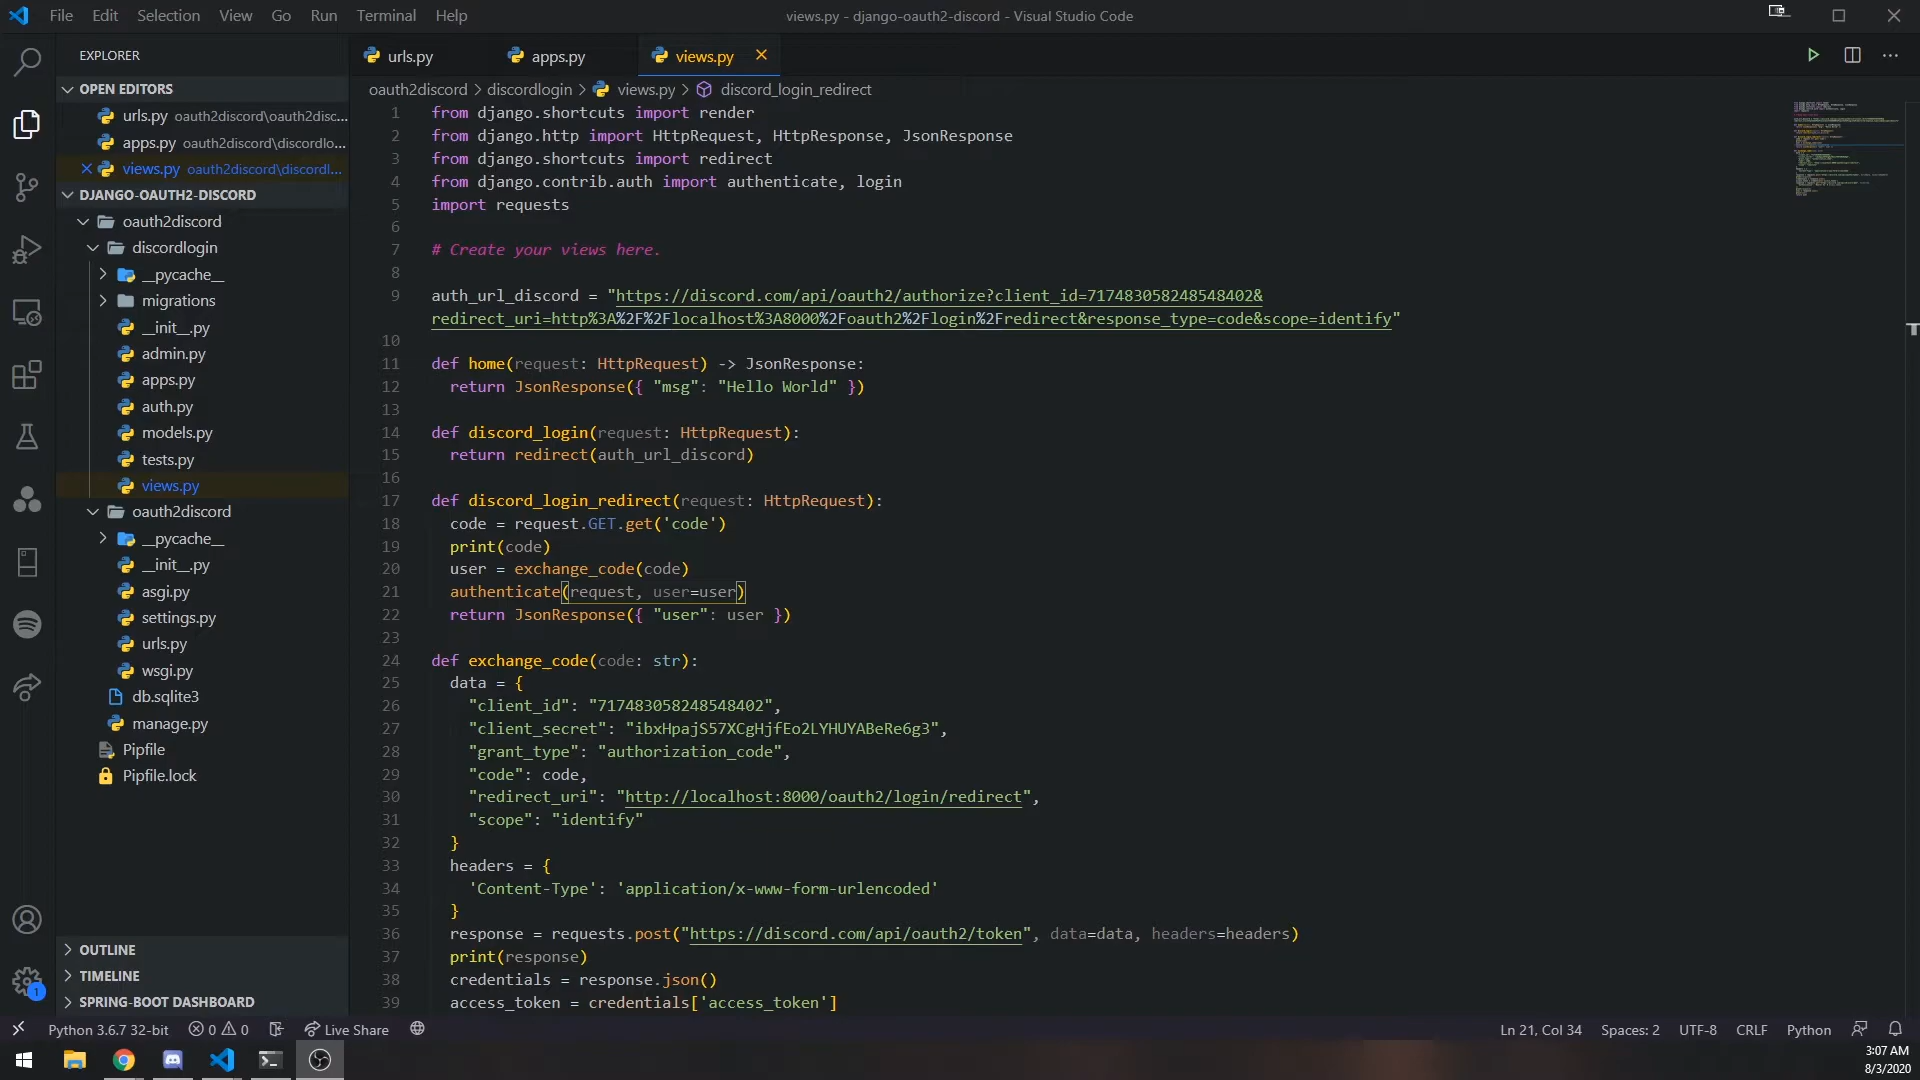 File Edit Selection View Go Run Terminal Help
views.py - django-oauth2-discord - Visual Studio Code
EXPLORER
OPEN EDITORS
urls.py oauth2discord\oauth2disc...
apps.py oauth2discord\discordlo...
views.py oauth2discord\discordl...
DJANGO-OAUTH2-DISCORD
oauth2discord
discordlogin
__pycache__
migrations
__init__.py
admin.py
apps.py
auth.py
models.py
tests.py
views.py
oauth2discord
__pycache__
__init__.py
asgi.py
settings.py
urls.py
wsgi.py
db.sqlite3
manage.py
Pipfile
Pipfile.lock
OUTLINE
TIMELINE
SPRING-BOOT DASHBOARD
urls.py apps.py views.py
oauth2discord > discordlogin > views.py > discord_login_redirect
1 from django.shortcuts import render
2 from django.http import HttpRequest, HttpResponse, JsonResponse
3 from django.shortcuts import redirect
4 from django.contrib.auth import authenticate, login
5 import requests
6
7 # Create your views here.
8
9 auth_url_discord = "https://discord.com/api/oauth2/authorize?client_id=717483058248548402&
redirect_uri=http%3A%2F%2Flocalhost%3A8000%2Foauth2%2Flogin%2Fredirect&response_type=code&scope=identify"
10
11 def home(request: HttpRequest) -> JsonResponse:
12 return JsonResponse({ "msg": "Hello World" })
13
14 def discord_login(request: HttpRequest):
15 return redirect(auth_url_discord)
16
17 def discord_login_redirect(request: HttpRequest):
18 code = request.GET.get('code')
19 print(code)
20 user = exchange_code(code)
21 authenticate(request, user=user)
22 return JsonResponse({ "user": user })
23
24 def exchange_code(code: str):
25 data = {
26 "client_id": "717483058248548402",
27 "client_secret": "ibxHpajS57XCgHjfEo2LYHUYABeRe6g3",
28 "grant_type": "authorization_code",
29 "code": code,
30 "redirect_uri": "http://localhost:8000/oauth2/login/redirect",
31 "scope": "identify"
32 }
33 headers = {
34 'Content-Type': 'application/x-www-form-urlencoded'
35 }
36 response = requests.post("https://discord.com/api/oauth2/token", data=data, headers=headers)
37 print(response)
38 credentials = response.json()
39 access_token = credentials['access_token']
1
Python 3.6.7 32-bit 0 0 Live Share
Ln 21, Col 34 Spaces: 2 UTF-8 CRLF Python
3:07 AM
8/3/2020